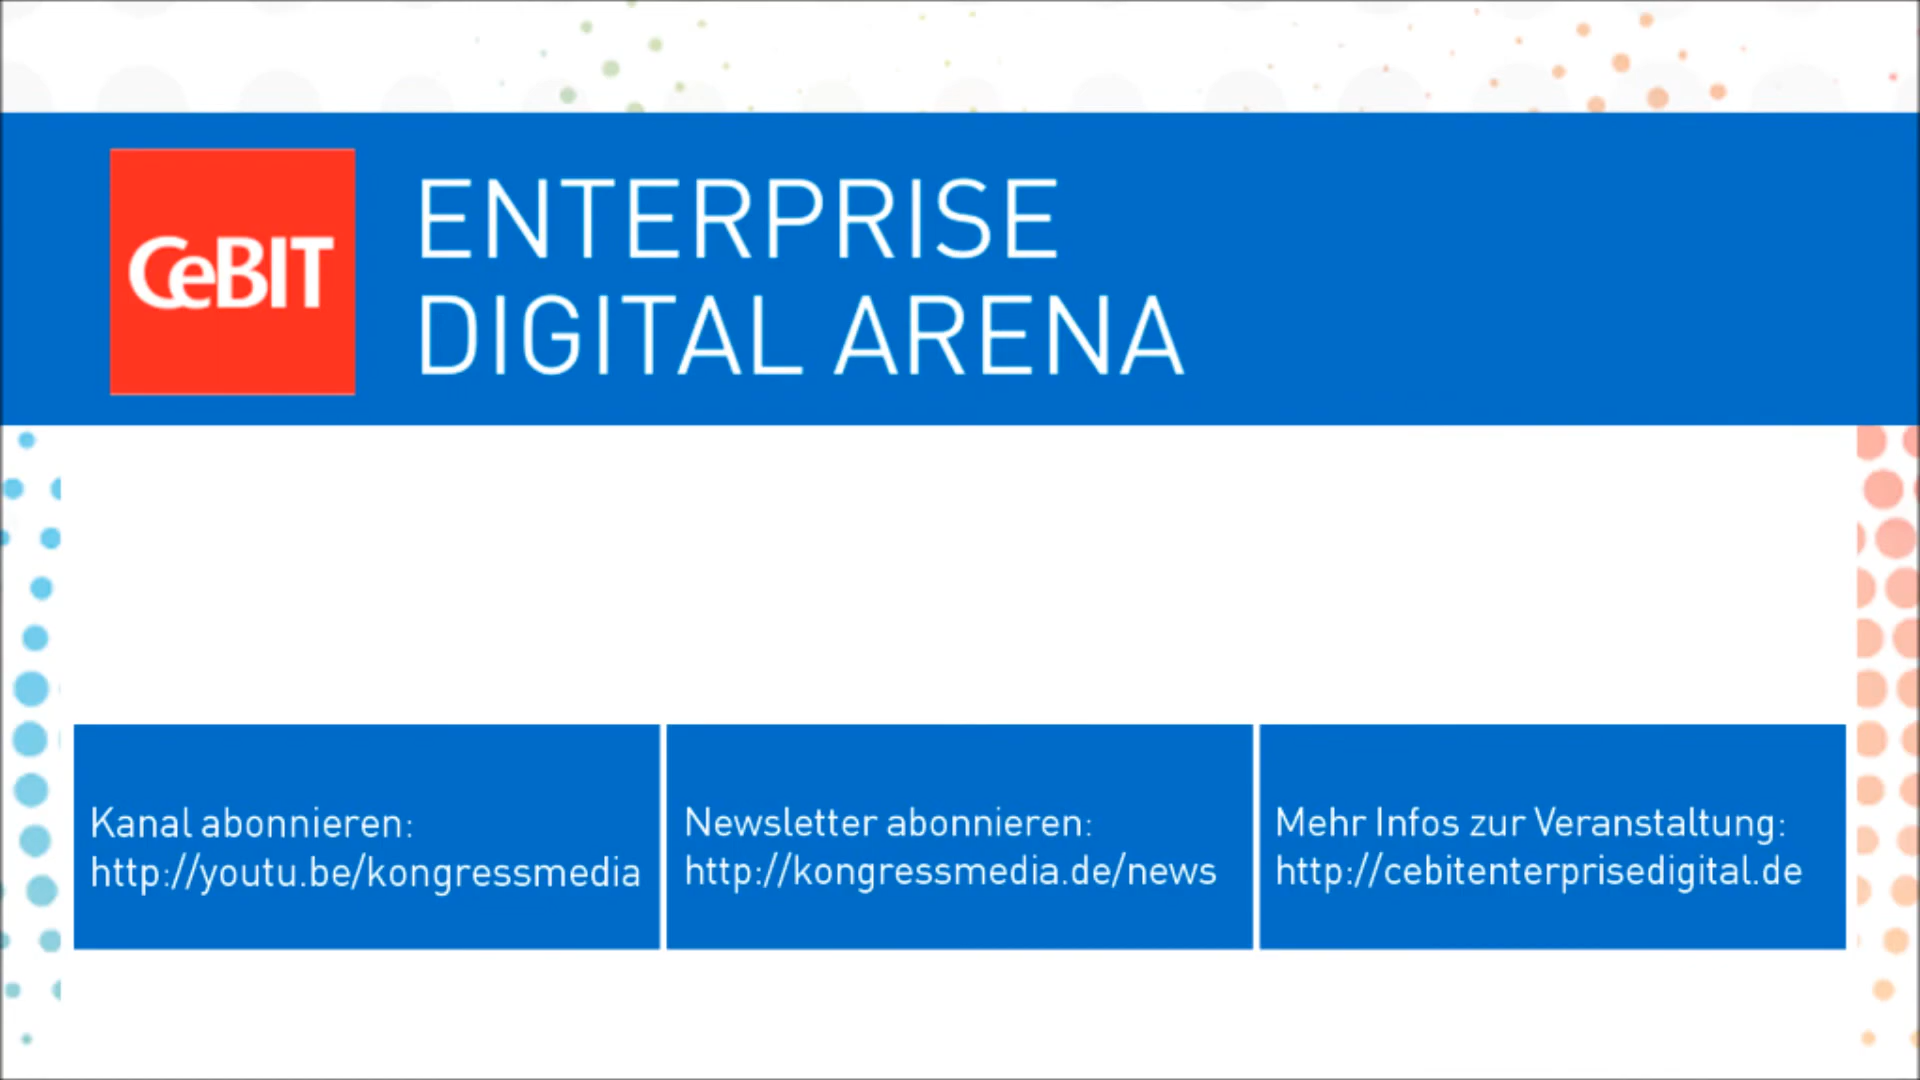 CeBIT
ENTERPRISE
DIGITAL ARENA
Kanal abonnieren:
http://youtu.be/kongressmedia
Newsletter abonnieren:
http://kongressmedia.de/news
Mehr Infos zur Veranstaltung:
http://cebitenterprisedigital.de